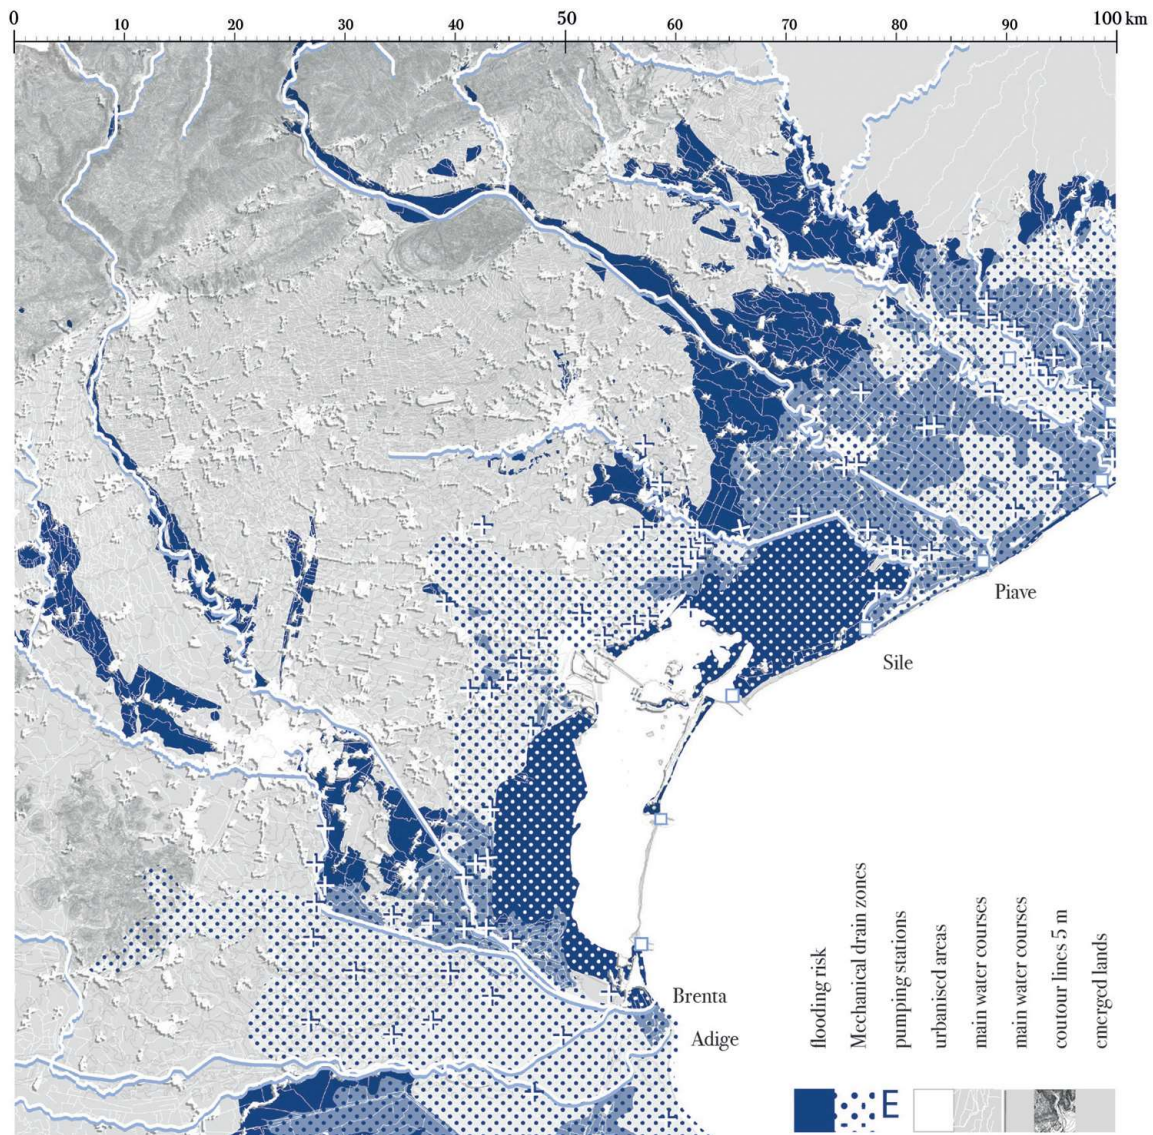 0 10 20 30 40 50 60 70 80 90 100 km
Piave
Sile
Brenta
Adige
flooding risk
Mechanical drain zones
pumping stations
urbanised areas
main water courses
main water courses
contour lines 5 m
emerged lands
E